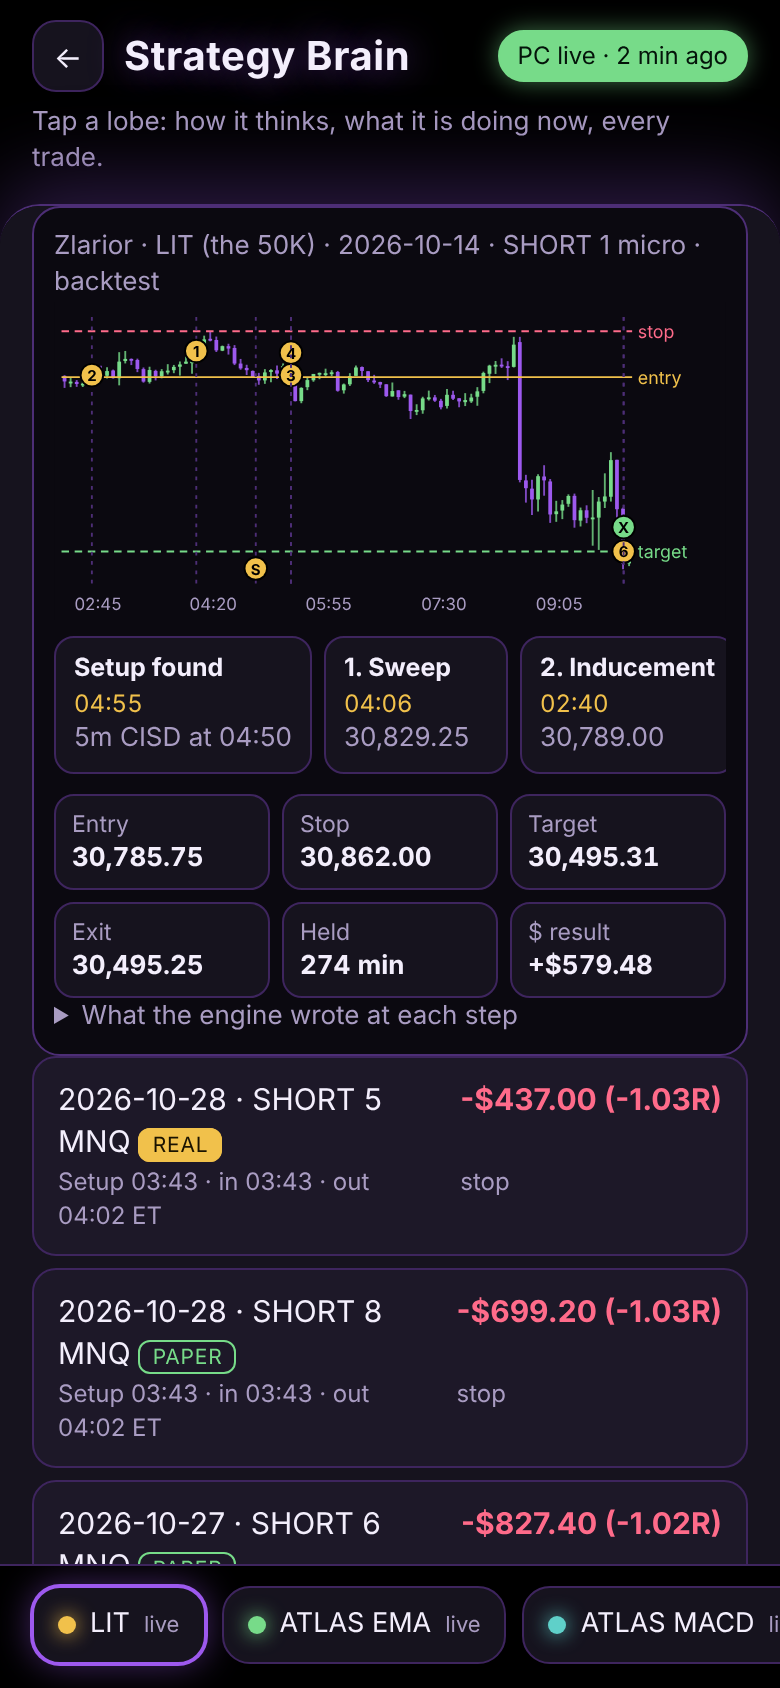 ←
Strategy Brain
PC live · 2 min ago
Tap a lobe: how it thinks, what it is doing now, every
trade.
Zlarior · LIT (the 50K) · 2026-10-14 · SHORT 1 micro ·
backtest
stop
1
4
2
3
entry
X
6
target
S
02:45
04:20
05:55
07:30
09:05
Setup found
04:55
5m CISD at 04:50
1. Sweep
04:06
30,829.25
2. Inducement
02:40
30,789.00
Entry
30,785.75
Stop
30,862.00
Target
30,495.31
Exit
30,495.25
Held
274 min
$ result
+$579.48
▶ What the engine wrote at each step
2026-10-28 · SHORT 5
MNQ REAL
-$437.00 (-1.03R)
Setup 03:43 · in 03:43 · out
04:02 ET
stop
2026-10-28 · SHORT 8
MNQ PAPER
-$699.20 (-1.03R)
Setup 03:43 · in 03:43 · out
04:02 ET
stop
2026-10-27 · SHORT 6
MNQ PAPER
-$827.40 (-1.02R)
LIT live
ATLAS EMA live
ATLAS MACD li